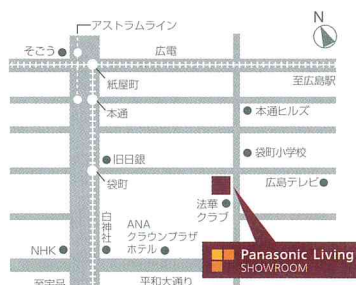 アストラムライン
N
そごう
広電
紙屋町
至広島駅
本通
本通ヒルズ
旧日銀
袋町小学校
袋町
広島テレビ
法華
クラブ
白神社
ANA
クラウンプラザ
ホテル
NHK
Panasonic Living
SHOWROOM
至宇品
平和大通り